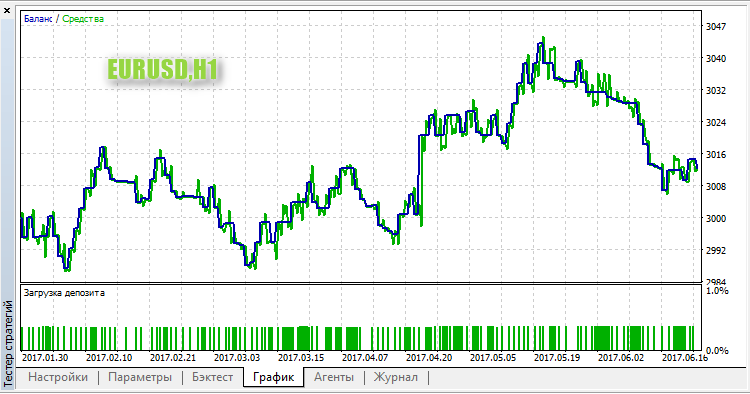 Баланс / Средства
EURUSD,H1
3047
3040
3032
3024
3016
3008
3000
2992
2984
Загрузка депозита
1.0%
0.0%
2017.01.30 2017.02.10 2017.02.21 2017.03.03 2017.03.15 2017.04.07 2017.04.20 2017.05.05 2017.05.19 2017.06.02 2017.06.16
Тестер стратегий
Настройки Параметры Бэктест График Агенты Журнал